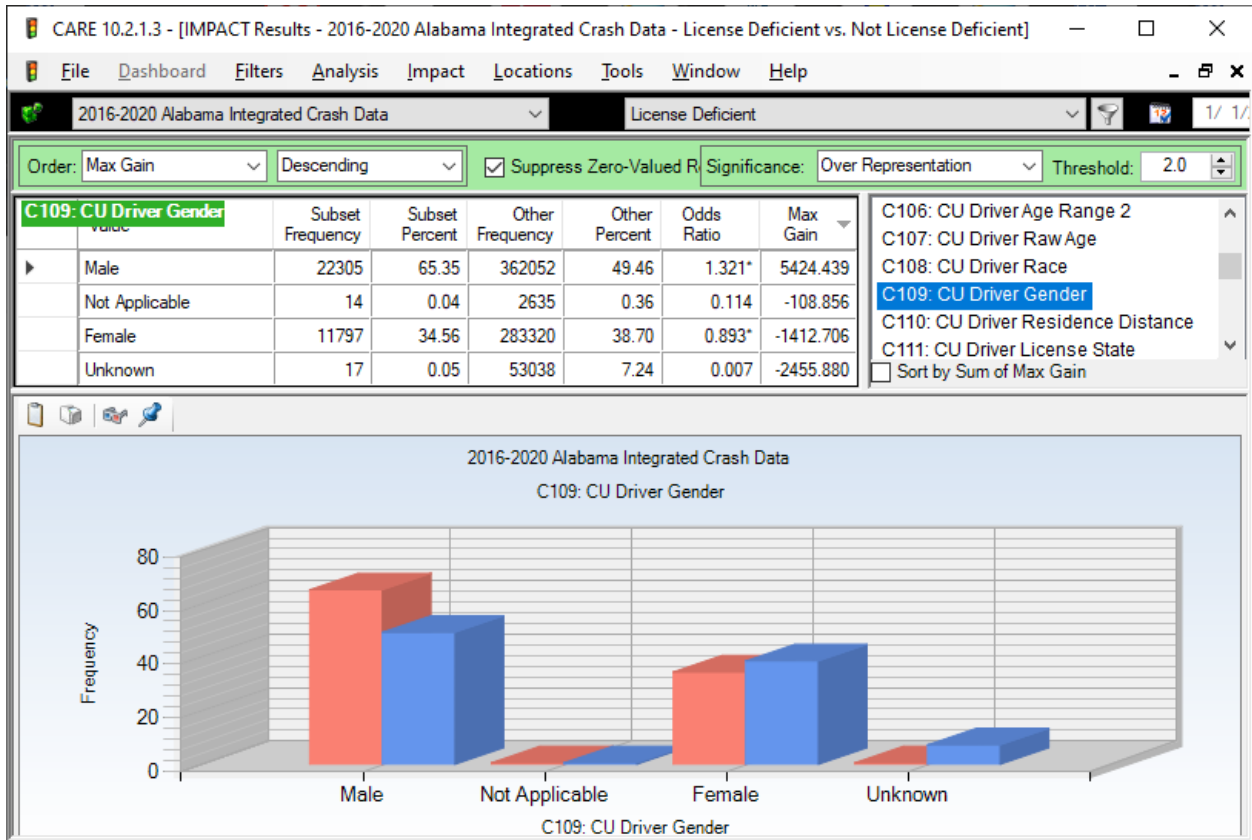 CARE 10.2.1.3 - [IMPACT Results - 2016-2020 Alabama Integrated Crash Data - License Deficient vs. Not License Deficient]
File Dashboard Filters Analysis Impact Locations Tools Window Help
2016-2020 Alabama Integrated Crash Data License Deficient 1/ 1/
Order: Max Gain Descending Suppress Zero-Valued R Significance: Over Representation Threshold: 2.0
C109: CU Driver Gender Subset Frequency Subset Percent Other Frequency Other Percent Odds Ratio Max Gain
Male 22305 65.35 362052 49.46 1.321* 5424.439
Not Applicable 14 0.04 2635 0.36 0.114 -108.856
Female 11797 34.56 283320 38.70 0.893* -1412.706
Unknown 17 0.05 53038 7.24 0.007 -2455.880
C106: CU Driver Age Range 2
C107: CU Driver Raw Age
C108: CU Driver Race
C109: CU Driver Gender
C110: CU Driver Residence Distance
C111: CU Driver License State
Sort by Sum of Max Gain
2016-2020 Alabama Integrated Crash Data
C109: CU Driver Gender
Frequency
80
60
40
20
0
Male Not Applicable Female Unknown
C109: CU Driver Gender